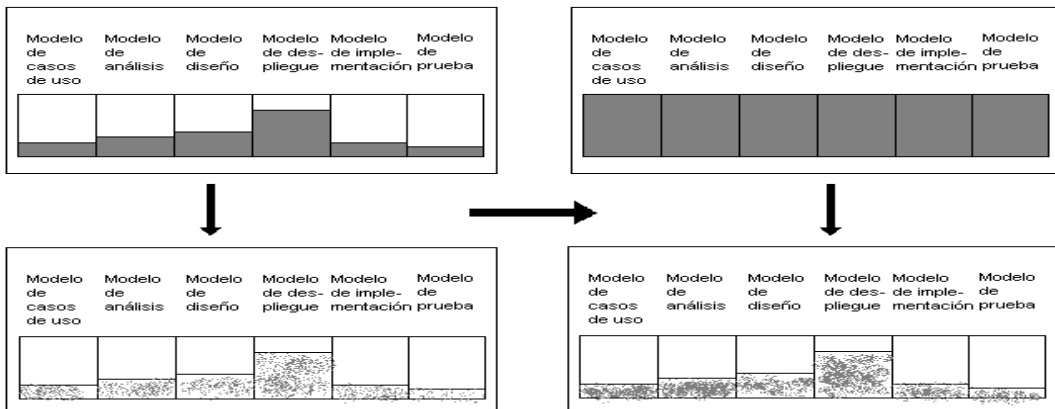 Modelo
de
casos
de uso
Modelo
de
análisis
Modelo
de
diseño
Modelo
de des-
pliegue
Modelo
de imple-
mentación
Modelo
de
prueba
Modelo
de
casos
de uso
Modelo
de
análisis
Modelo
de
diseño
Modelo
de des-
pliegue
Modelo
de imple-
mentación
Modelo
de
prueba
Modelo
de
casos
de uso
Modelo
de
análisis
Modelo
de
diseño
Modelo
de des-
pliegue
Modelo
de imple-
mentación
Modelo
de
prueba
Modelo
de
casos
de uso
Modelo
de
análisis
Modelo
de
diseño
Modelo
de des-
pliegue
Modelo
de imple-
mentación
Modelo
de
prueba